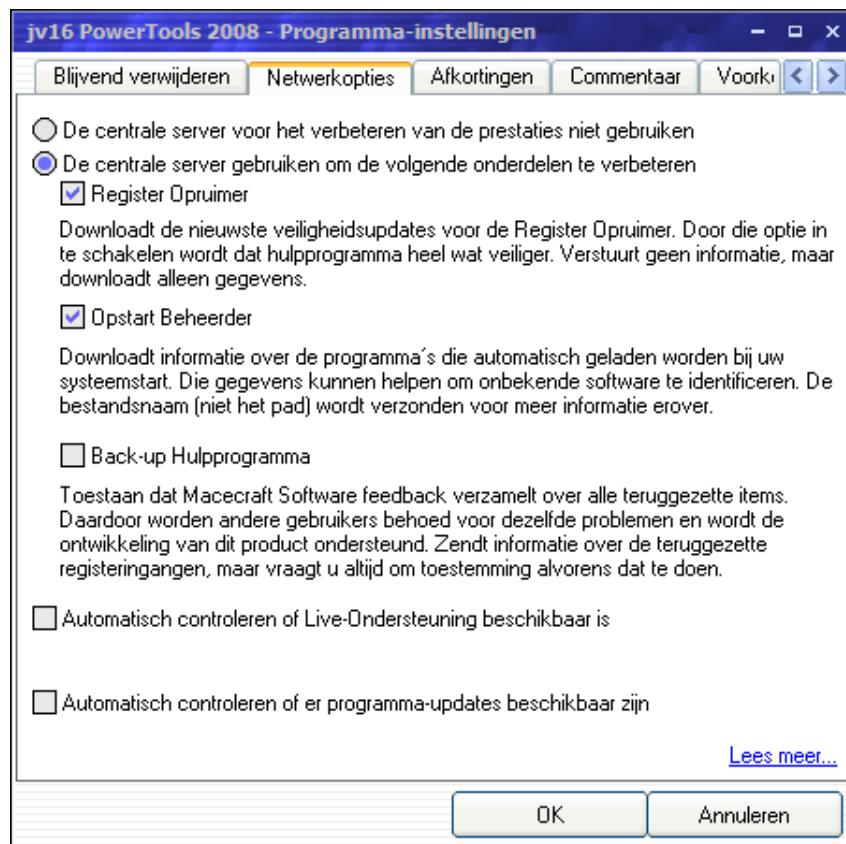 jv16 PowerTools 2008 - Programma-instellingen
Blijvend verwijderen Netwerkopties Afkortingen Commentaar
De centrale server voor het verbeteren van de prestaties niet gebruiken
De centrale server gebruiken om de volgende onderdelen te verbeteren
Register Opruimer
Downloadt de nieuwste veiligheidsupdates voor de Register Opruimer. Door die optie in
te schakelen wordt dat hulpprogramma heel wat veiliger. Verstuurt geen informatie, maar
downloadt alleen gegevens.
Opstart Beheerder
Downloadt informatie over de programma´s die automatisch geladen worden bij uw
systeemstart. Die gegevens kunnen helpen om onbekende software te identificeren. De
bestandsnaam (niet het pad) wordt verzonden voor meer informatie erover.
Back-up Hulpprogramma
Toestaan dat Macecraft Software feedback verzamelt over alle teruggezette items.
Daardoor worden andere gebruikers behoed voor dezelfde problemen en wordt de
ontwikkeling van dit product ondersteund. Zendt informatie over de teruggezette
registeringangen, maar vraagt u altijd om toestemming alvorens dat te doen.
Automatisch controleren of Live-Ondersteuning beschikbaar is
Automatisch controleren of er programma-updates beschikbaar zijn
Lees meer...
OK Annuleren